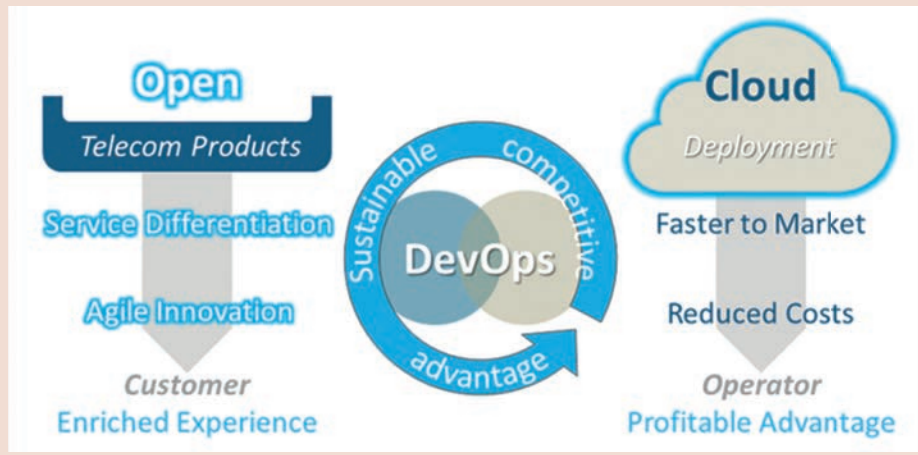 Open
Telecom Products
Service Differentiation
Agile Innovation
Customer
Enriched Experience
Sustainable competitive advantage
DevOps
Cloud
Deployment
Faster to Market
Reduced Costs
Operator
Profitable Advantage